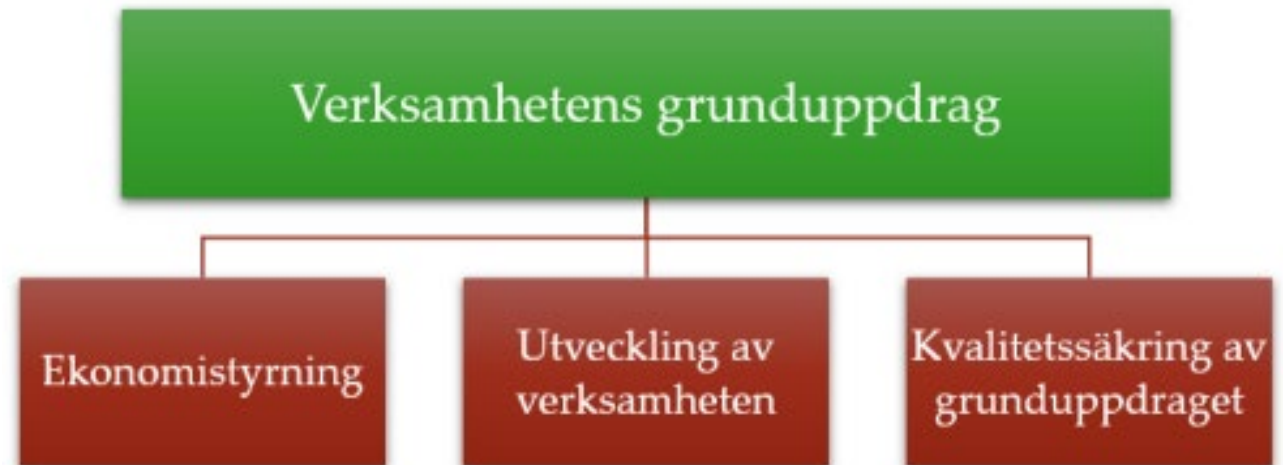 Verksamhetens grunduppdrag
Ekonomistyrning
Utveckling av
verksamheten
Kvalitetssäkring av
grunduppdraget